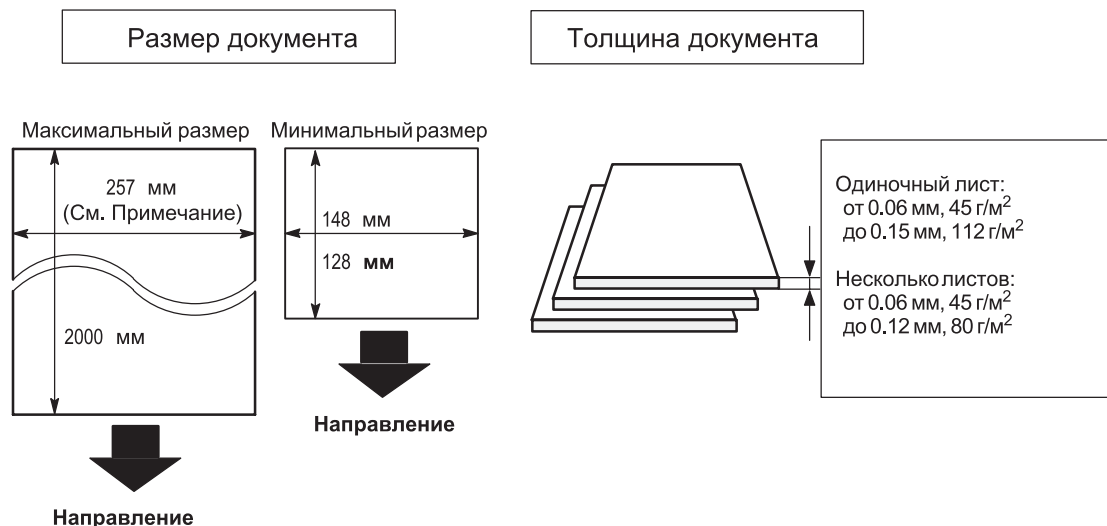 Размер документа
Толщина документа
Максимальный размер
Минимальный размер
257 мм
(См. Примечание)
2000 мм
148 мм
128 мм
Направление
Направление
Одиночный лист:
от 0.06 мм, 45 г/м²
до 0.15 мм, 112 г/м²
Несколько листов:
от 0.06 мм, 45 г/м²
до 0.12 мм, 80 г/м²